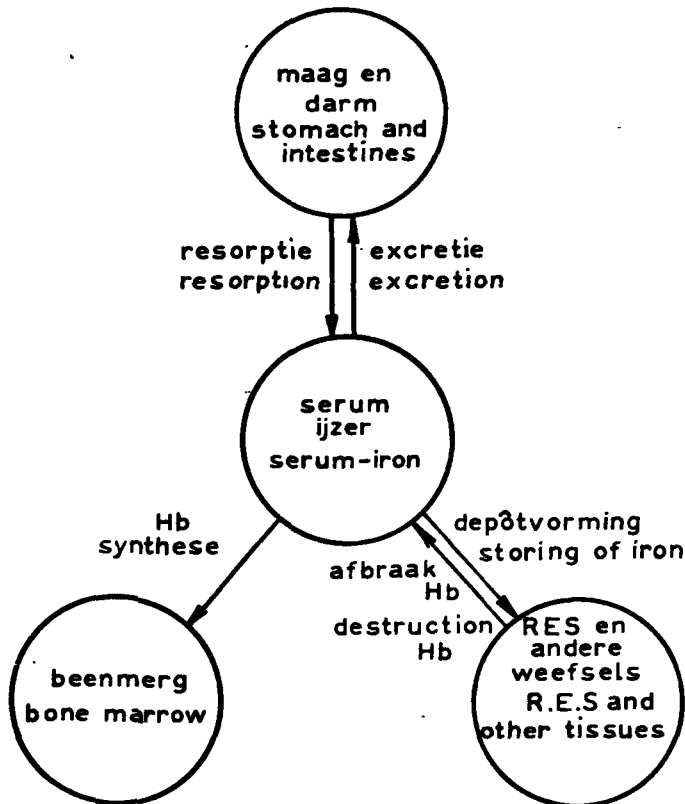 maag en
darm
stomach and
intestines
resorptie
resorption
excretie
excretion
serum
ijzer
serum-iron
Hb
synthese
depôtvorming
storing of iron
afbraak
Hb
destruction
Hb
beenmerg
bone marrow
RES en
andere
weefsels
R.E.S and
other tissues